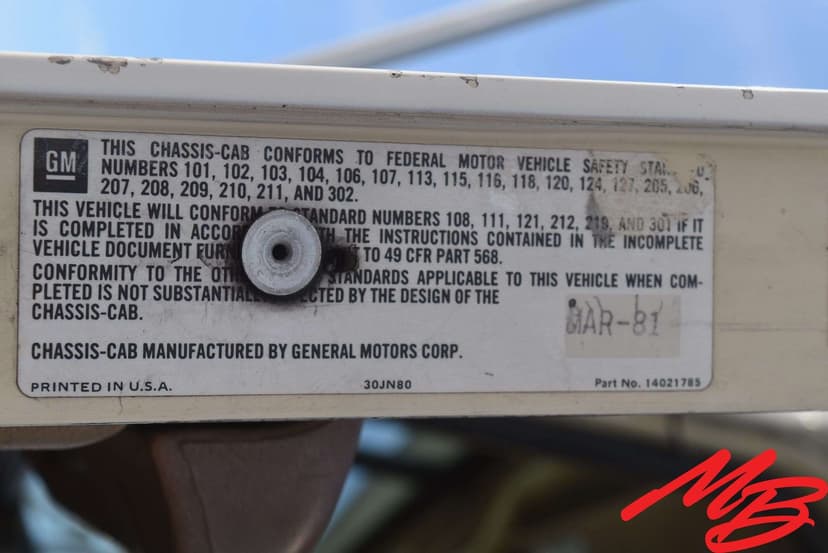 GM
THIS CHASSIS-CAB CONFORMS TO FEDERAL MOTOR VEHICLE SAFETY
NUMBERS 101, 102, 103, 104, 106, 107, 113, 115, 116, 118, 120, 124, 127, 205, 206,
207, 208, 209, 210, 211, AND 302.
THIS VEHICLE WILL CONFORM STANDARD NUMBERS 108, 111, 121, 212, 219, AND 301 IF IT
IS COMPLETED IN THE INSTRUCTIONS CONTAINED IN THE INCOMPLETE
VEHICLE DOCUMENT TO 49 CFR PART 568.
CONFORMITY TO THE STANDARDS APPLICABLE TO THIS VEHICLE WHEN COM-
PLETED IS NOT BY THE DESIGN OF THE
CHASSIS-CAB.
MAR-81
CHASSIS-CAB MANUFACTURED BY GENERAL MOTORS CORP.
PRINTED IN U.S.A. 30JN80 Part No. 14021785
MB